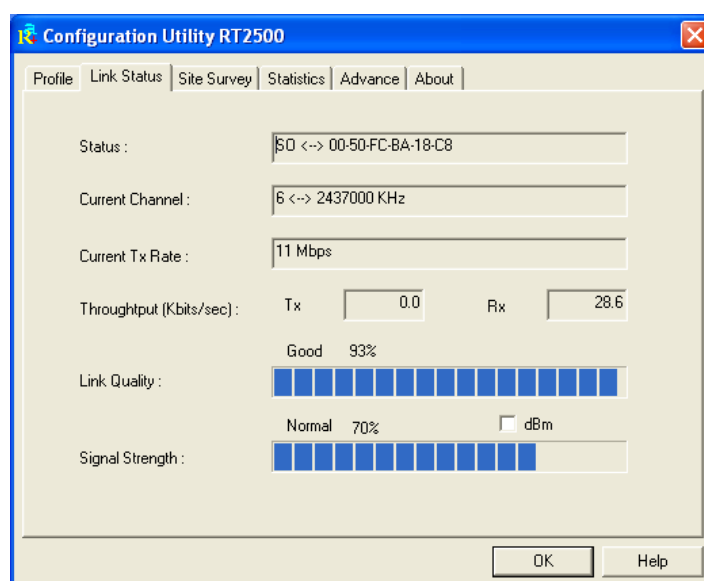 Configuration Utility RT2500
Profile Link Status Site Survey Statistics Advance About
Status : SO <--> 00-50-FC-BA-18-C8
Current Channel : 6 <--> 2437000 KHz
Current Tx Rate : 11 Mbps
Throughtput (Kbits/sec) : Tx 0.0 Rx 28.6
Good 93%
Link Quality :
Normal 70% dBm
Signal Strength :
OK Help